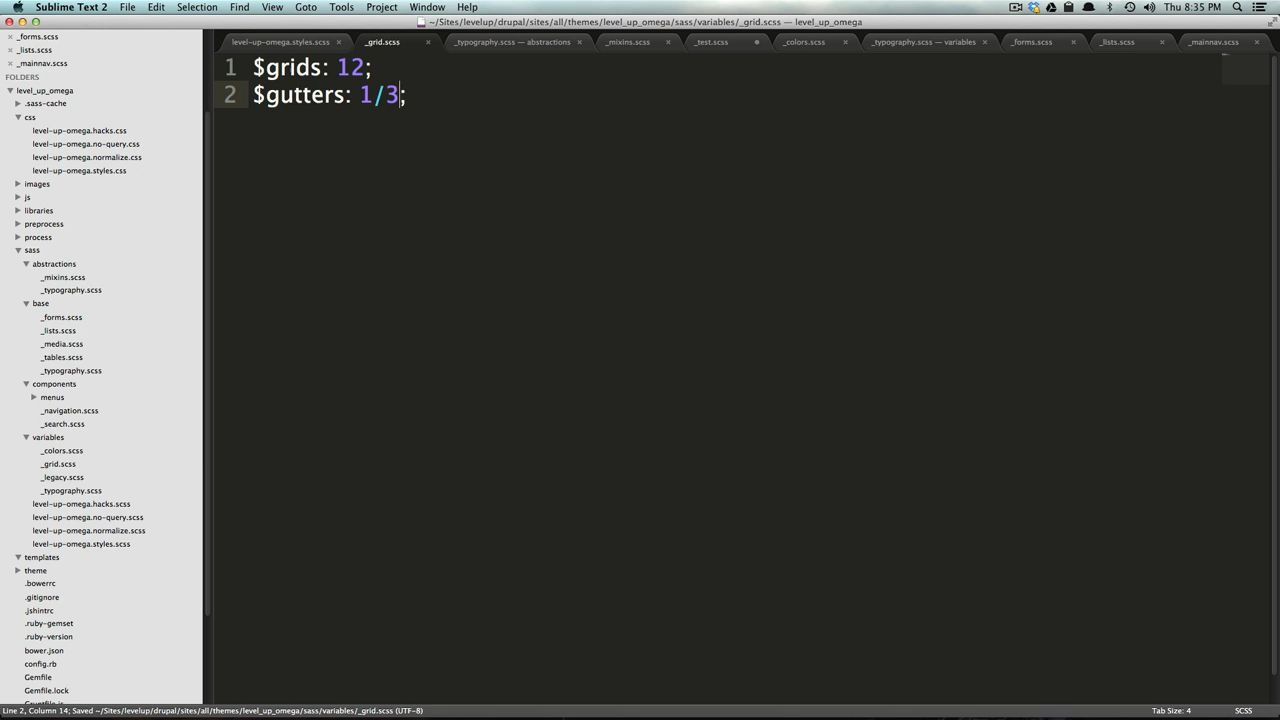 Sublime Text 2 File Edit Selection Find View Goto Tools Project Window Help Thu 8:35 PM
~/Sites/levelup/drupal/sites/all/themes/level_up_omega/sass/variables/_grid.scss — level_up_omega
level-up-omega.styles.scss _grid.scss _typography.scss — abstractions _mixins.scss _test.scss _colors.scss _typography.scss — variables _forms.scss _lists.scss _mainnav.scss
_forms.scss
_lists.scss
_mainnav.scss
FOLDERS
level_up_omega
.sass-cache
css
level-up-omega.hacks.css
level-up-omega.no-query.css
level-up-omega.normalize.css
level-up-omega.styles.css
images
js
libraries
preprocess
process
sass
abstractions
_mixins.scss
_typography.scss
base
_forms.scss
_lists.scss
_media.scss
_tables.scss
_typography.scss
components
menus
_navigation.scss
_search.scss
variables
_colors.scss
_grid.scss
_legacy.scss
_typography.scss
level-up-omega.hacks.scss
level-up-omega.no-query.scss
level-up-omega.normalize.scss
level-up-omega.styles.scss
templates
theme
.bowerrc
.gitignore
.jshintrc
.ruby-gemset
.ruby-version
bower.json
config.rb
Gemfile
Gemfile.lock
Gruntfile.js
1 $grids: 12;
2 $gutters: 1/3;
Line 2, Column 14; Saved ~/Sites/levelup/drupal/sites/all/themes/level_up_omega/sass/variables/_grid.scss (UTF-8) Tab Size: 4 SCSS